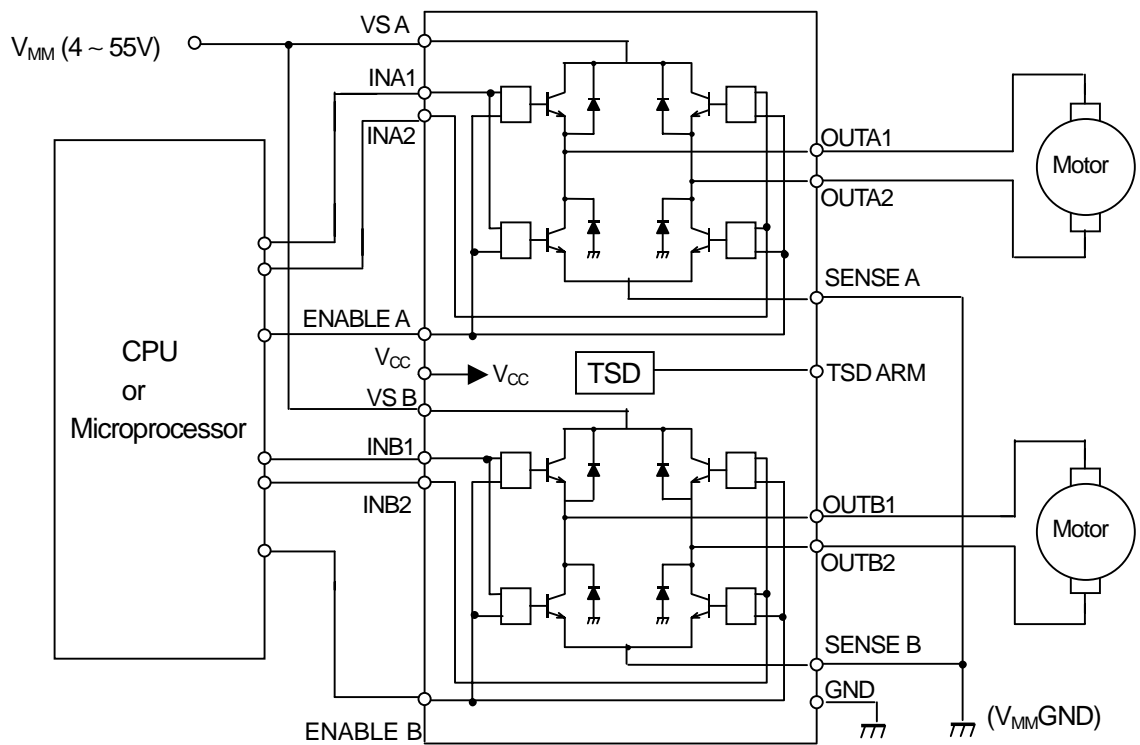 VS A
VMM (4 ~ 55V)
INA1
INA2
OUTA1
Motor
OUTA2
SENSE A
ENABLE A
CPU
or
Microprocessor
VCC
VCC
TSD
TSD ARM
VS B
INB1
INB2
OUTB1
Motor
OUTB2
SENSE B
GND
(VMMGND)
ENABLE B